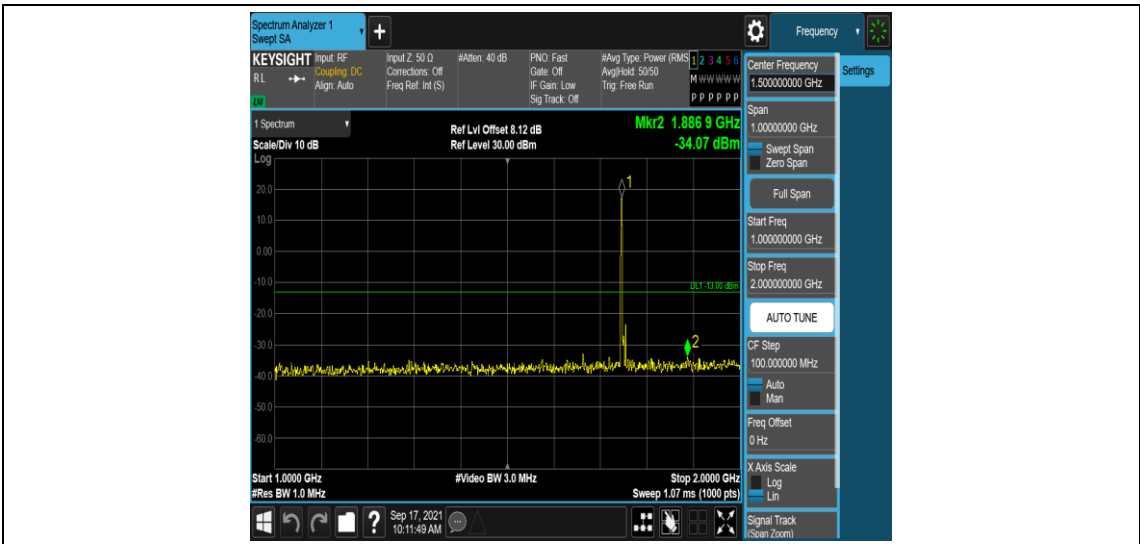 Spectrum Analyzer 1
Swept SA
Frequency
KEYSIGHT
RL
LXI
Input: RF
Coupling: DC
Align: Auto
Input Z: 50 Ω
Corrections: Off
Freq Ref: Int (S)
#Atten: 40 dB
PNO: Fast
Gate: Off
IF Gain: Low
Sig Track: Off
#Avg Type: Power (RMS
Avg|Hold: 50/50
Trig: Free Run
1 2 3 4 5 6
M W W W W W
P P P P P P
1 Spectrum
Scale/Div 10 dB
Log
Ref Lvl Offset 8.12 dB
Ref Level 30.00 dBm
Mkr2 1.886 9 GHz
-34.07 dBm
1
20.0
10.0
0.00
-10.0
DL1 -13.00 dBm
-20.0
-30.0
2
-40.0
-50.0
-60.0
Start 1.0000 GHz
#Res BW 1.0 MHz
#Video BW 3.0 MHz
Stop 2.0000 GHz
Sweep 1.07 ms (1000 pts)
Sep 17, 2021
10:11:49 AM
Settings
Center Frequency
1.500000000 GHz
Span
1.00000000 GHz
Swept Span
Zero Span
Full Span
Start Freq
1.000000000 GHz
Stop Freq
2.000000000 GHz
AUTO TUNE
CF Step
100.000000 MHz
Auto
Man
Freq Offset
0 Hz
X Axis Scale
Log
Lin
Signal Track
(Span Zoom)